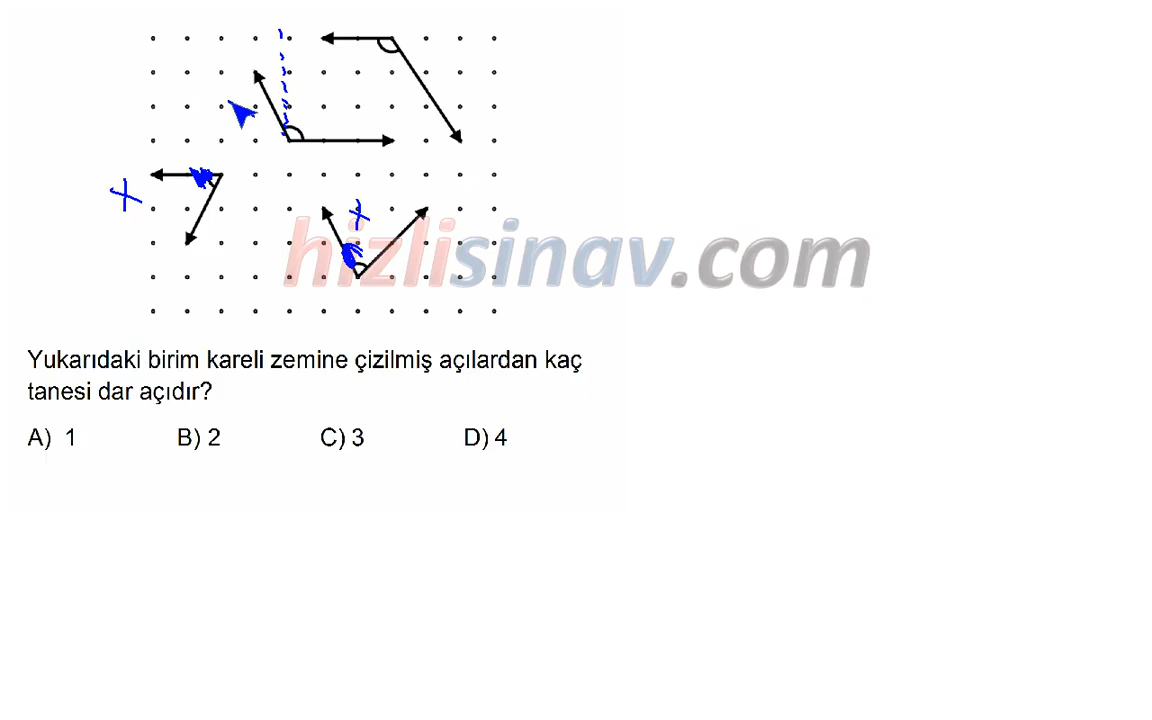 hizlisinav.com
Yukarıdaki birim kareli zemine çizilmiş açılardan kaç
tanesi dar açıdır?
A) 1 B) 2 C) 3 D) 4